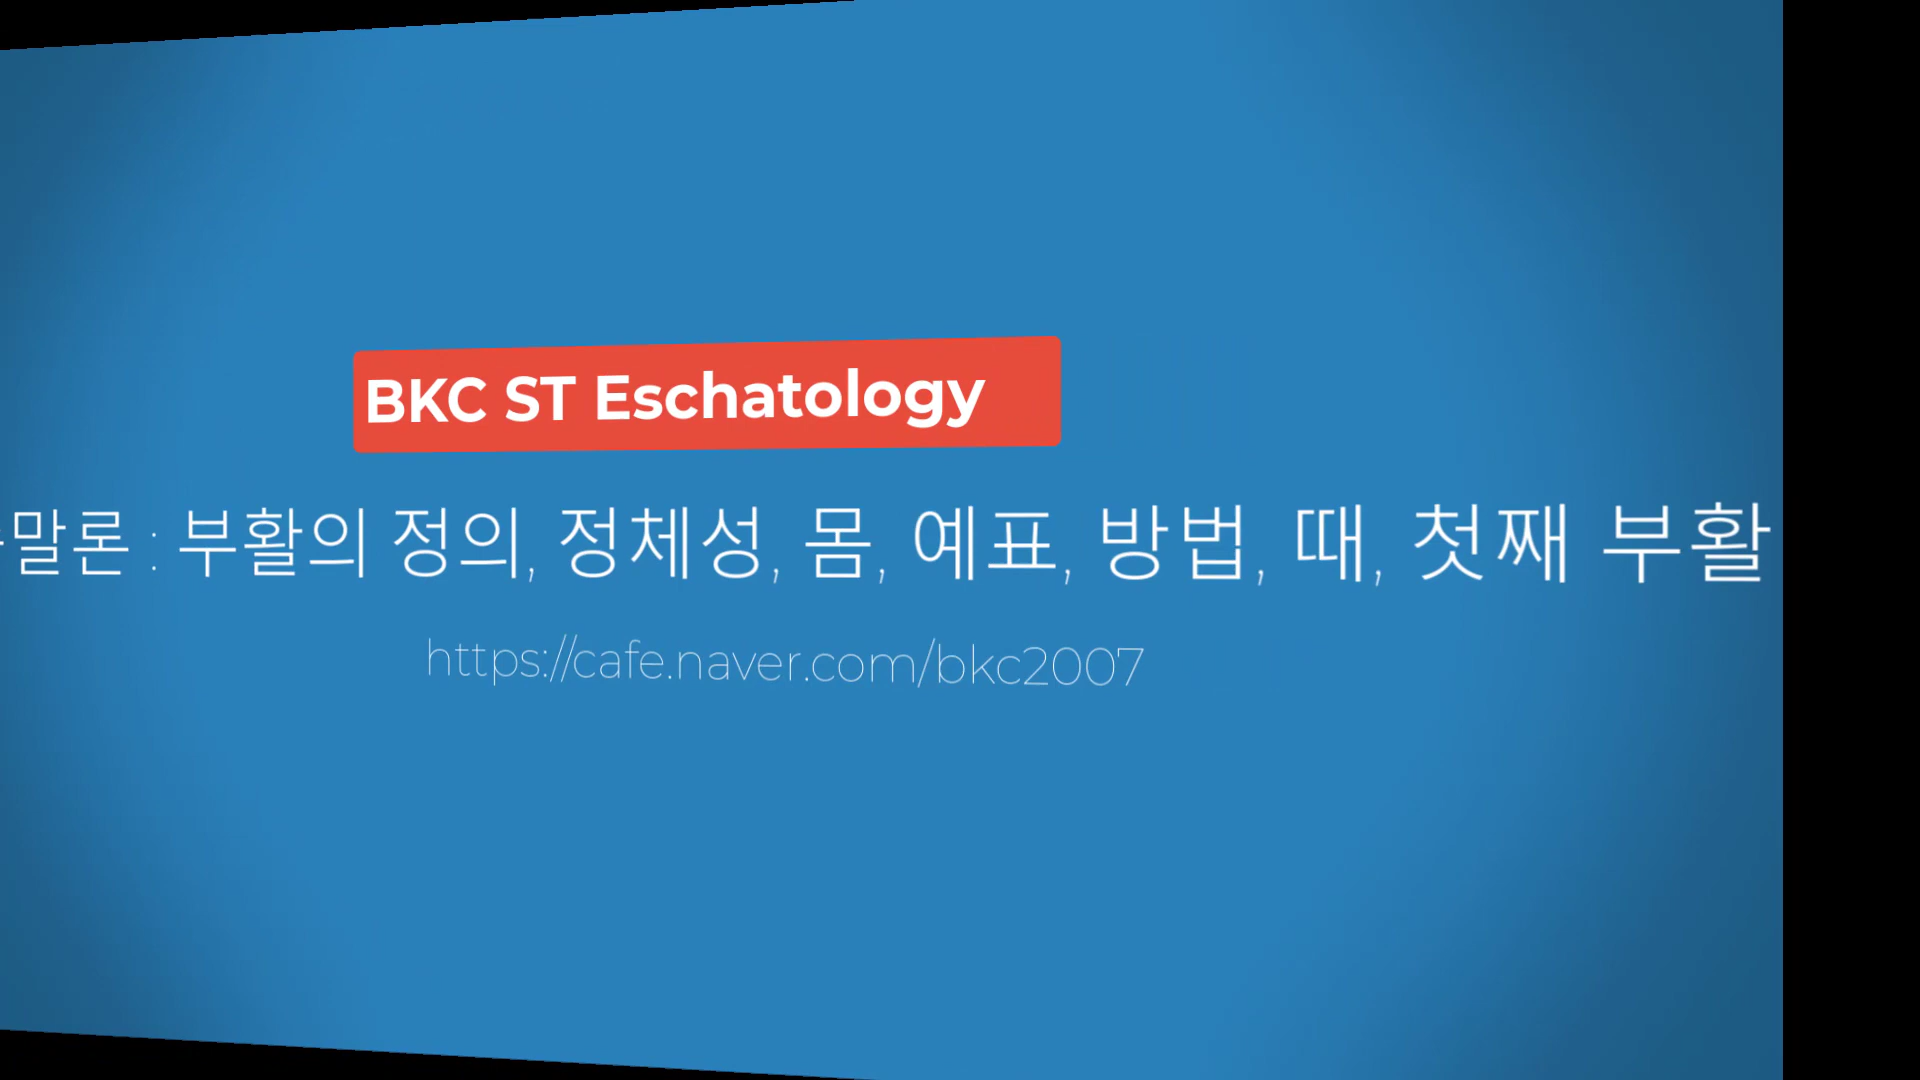 BKC ST Eschatology
말론 : 부활의 정의, 정체성, 몸, 예표, 방법, 때, 첫째 부활
https://cafe.naver.com/bkc2007